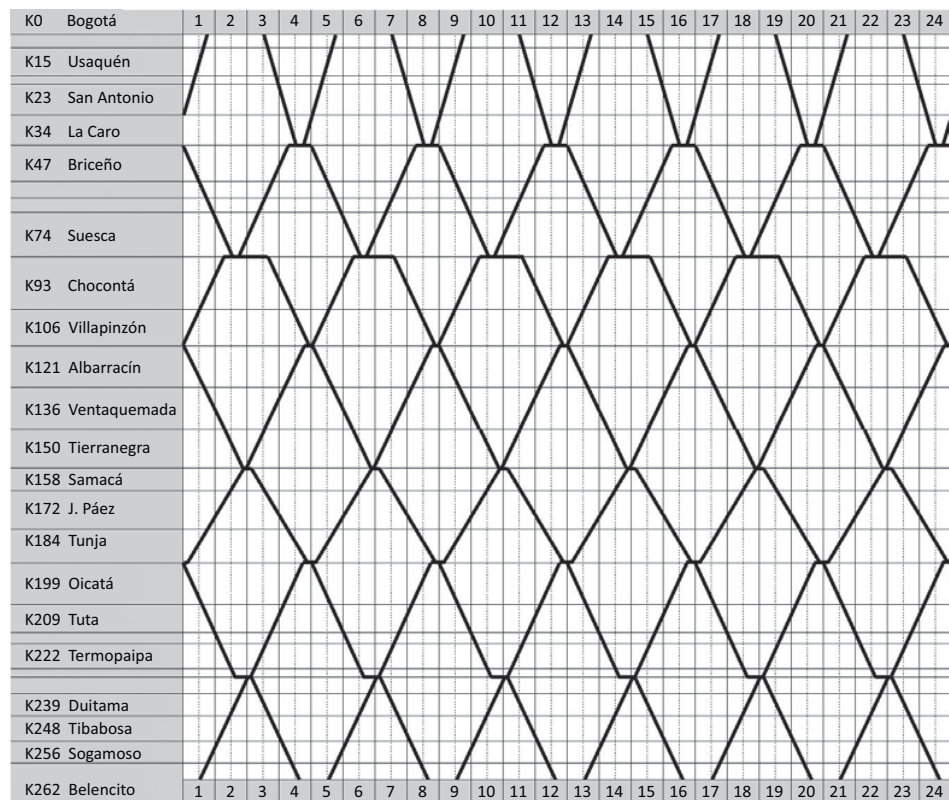 K0 Bogotá 1 2 3 4 5 6 7 8 9 10 11 12 13 14 15 16 17 18 19 20 21 22 23 24
K15 Usaquén
K23 San Antonio
K34 La Caro
K47 Briceño
K74 Suesca
K93 Chocontá
K106 Villapinzón
K121 Albarracín
K136 Ventaquemada
K150 Tierranegra
K158 Samacá
K172 J. Páez
K184 Tunja
K199 Oicatá
K209 Tuta
K222 Termopaipa
K239 Duitama
K248 Tibabosa
K256 Sogamoso
K262 Belencito 1 2 3 4 5 6 7 8 9 10 11 12 13 14 15 16 17 18 19 20 21 22 23 24